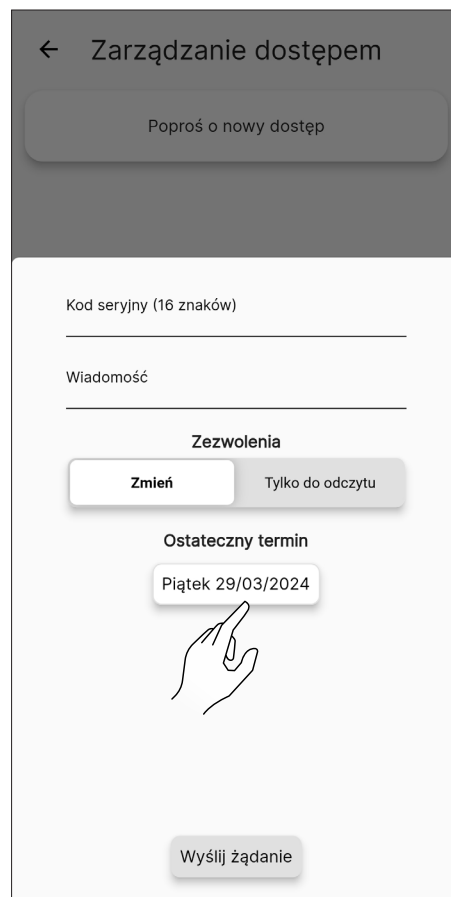 Zarządzanie dostępem
Poproś o nowy dostęp
Kod seryjny (16 znaków)
Wiadomość
Zezwolenia
Zmień Tylko do odczytu
Ostateczny termin
Piątek 29/03/2024
Wyślij żądanie